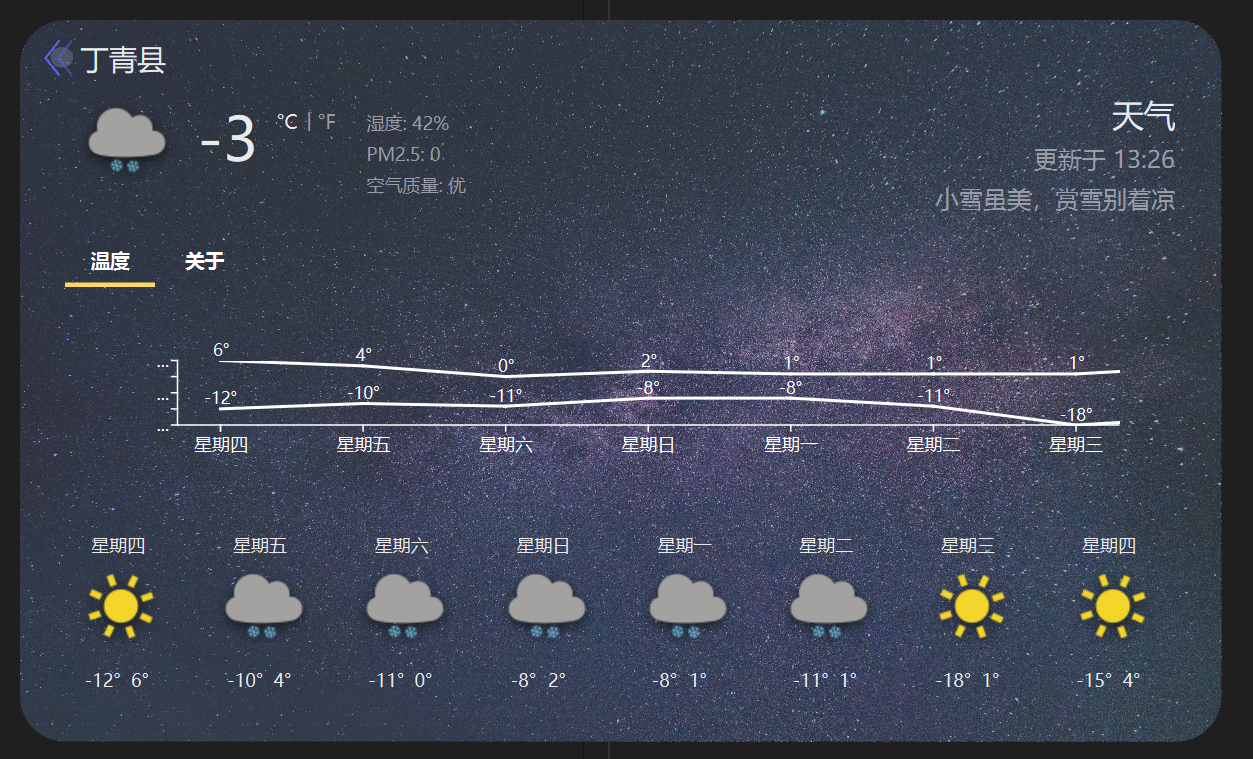 丁青县
-3 °C | °F
湿度: 42%
PM2.5: 0
空气质量: 优
天气
更新于 13:26
小雪虽美，赏雪别着凉
温度 关于
6° 4° 0° 2° 1° 1° 1°
-12° -10° -11° -8° -8° -11° -18°
...
...
...
星期四 星期五 星期六 星期日 星期一 星期二 星期三
星期四 星期五 星期六 星期日 星期一 星期二 星期三 星期四
-12° 6° -10° 4° -11° 0° -8° 2° -8° 1° -11° 1° -18° 1° -15° 4°